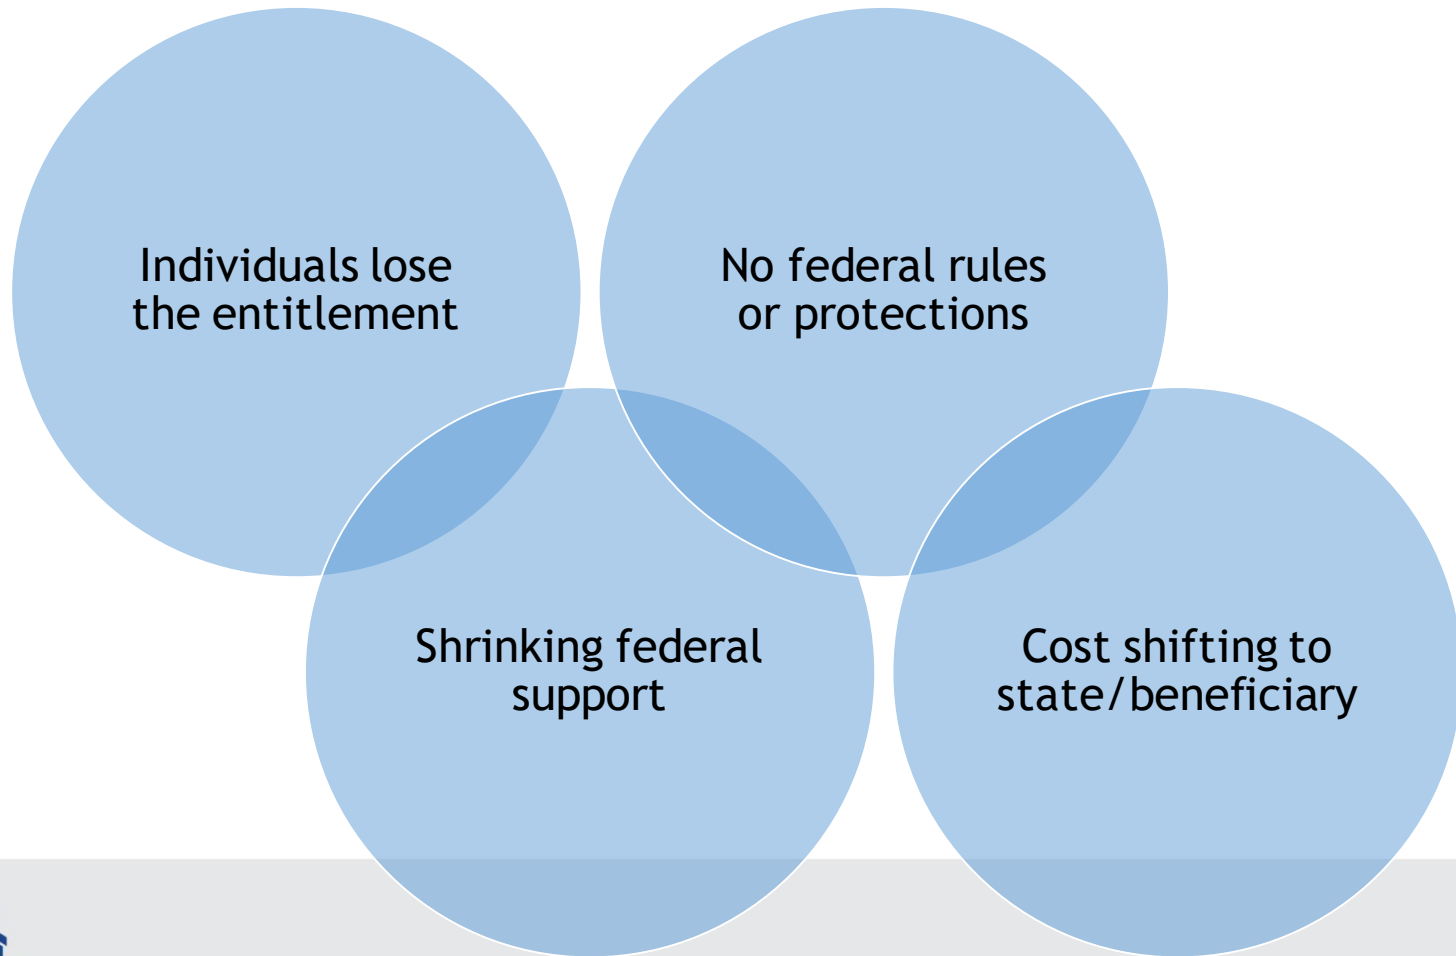 Individuals lose
the entitlement
No federal rules
or protections
Shrinking federal
support
Cost shifting to
state/beneficiary